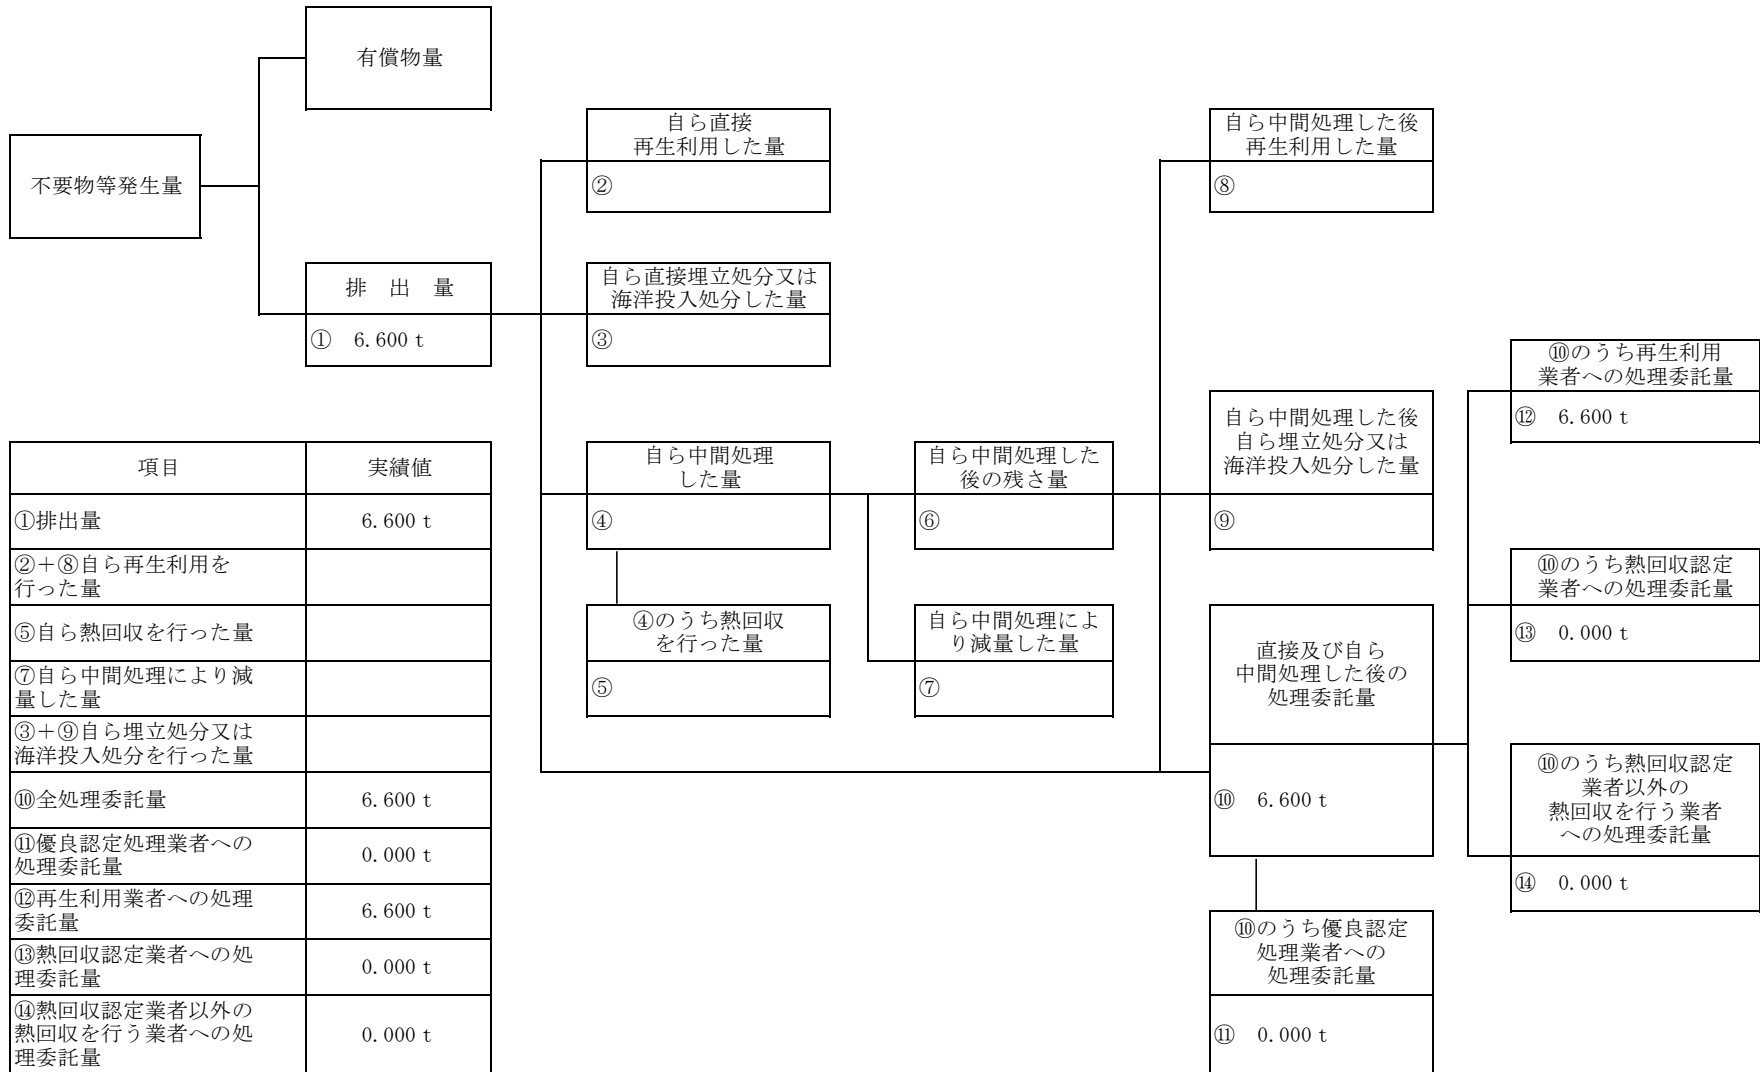 有償物量
不要物等発生量
排　出　量
① 6.600 t
自ら直接
再生利用した量
②
自ら直接埋立処分又は
海洋投入処分した量
③
自ら中間処理
した量
④
④のうち熱回収
を行った量
⑤
自ら中間処理した
後の残さ量
⑥
自ら中間処理によ
り減量した量
⑦
自ら中間処理した後
再生利用した量
⑧
自ら中間処理した後
自ら埋立処分又は
海洋投入処分した量
⑨
直接及び自ら
中間処理した後の
処理委託量
⑩ 6.600 t
⑩のうち優良認定
処理業者への
処理委託量
⑪ 0.000 t
⑩のうち再生利用
業者への処理委託量
⑫ 6.600 t
⑩のうち熱回収認定
業者への処理委託量
⑬ 0.000 t
⑩のうち熱回収認定
業者以外の
熱回収を行う業者
への処理委託量
⑭ 0.000 t
項目 実績値
①排出量 6.600 t
②＋⑧自ら再生利用を
行った量
⑤自ら熱回収を行った量
⑦自ら中間処理により減
量した量
③＋⑨自ら埋立処分又は
海洋投入処分を行った量
⑩全処理委託量 6.600 t
⑪優良認定処理業者への
処理委託量 0.000 t
⑫再生利用業者への処理
委託量 6.600 t
⑬熱回収認定業者への処
理委託量 0.000 t
⑭熱回収認定業者以外の
熱回収を行う業者への処
理委託量 0.000 t